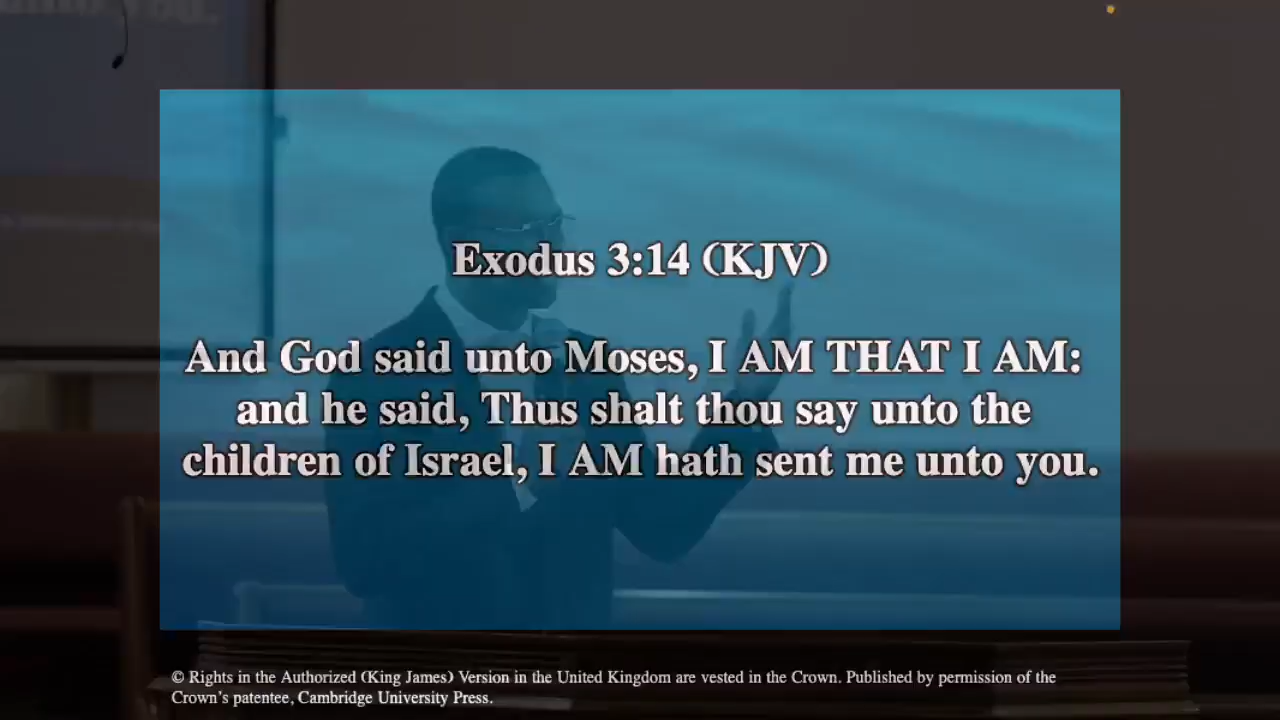 Exodus 3:14 (KJV)
And God said unto Moses, I AM THAT I AM:
and he said, Thus shalt thou say unto the
children of Israel, I AM hath sent me unto you.
© Rights in the Authorized (King James) Version in the United Kingdom are vested in the Crown. Published by permission of the
Crown's patentee, Cambridge University Press.